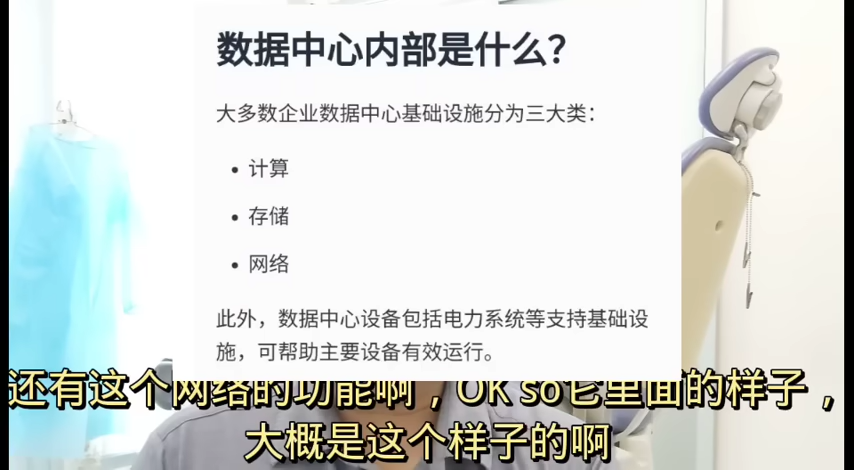 数据中心内部是什么？
大多数企业数据中心基础设施分为三大类：
• 计算
• 存储
• 网络
此外，数据中心设备包括电力系统等支持基础设
施，可帮助主要设备有效运行。
还有这个网络的功能啊，OK so它里面的样子，
大概是这个样子的啊